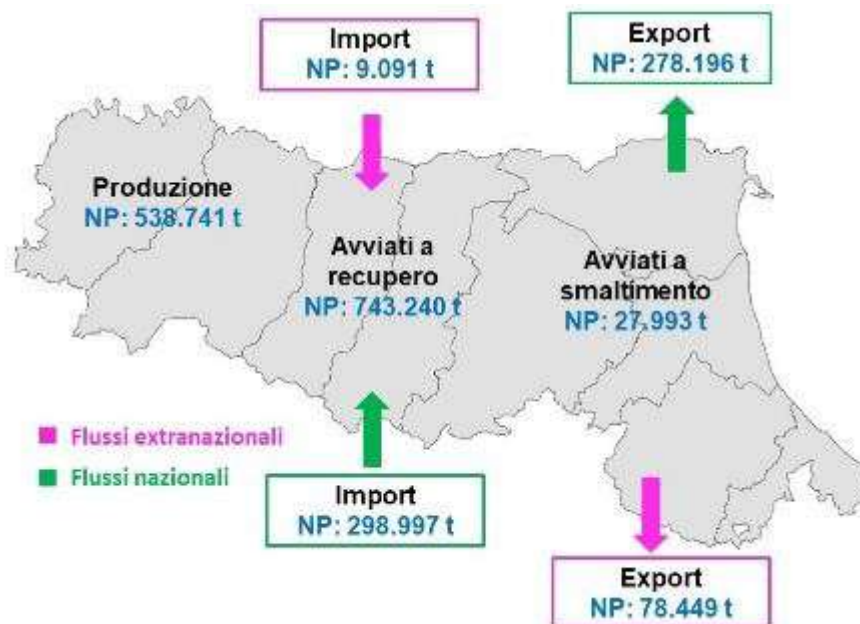 Import
NP: 9.091 t
Export
NP: 278.196 t
Produzione
NP: 538.741 t
Avviati a
recupero
NP: 743.240 t
Avviati a
smaltimento
NP: 27.993 t
Flussi extranazionali
Flussi nazionali
Import
NP: 298.997 t
Export
NP: 78.449 t